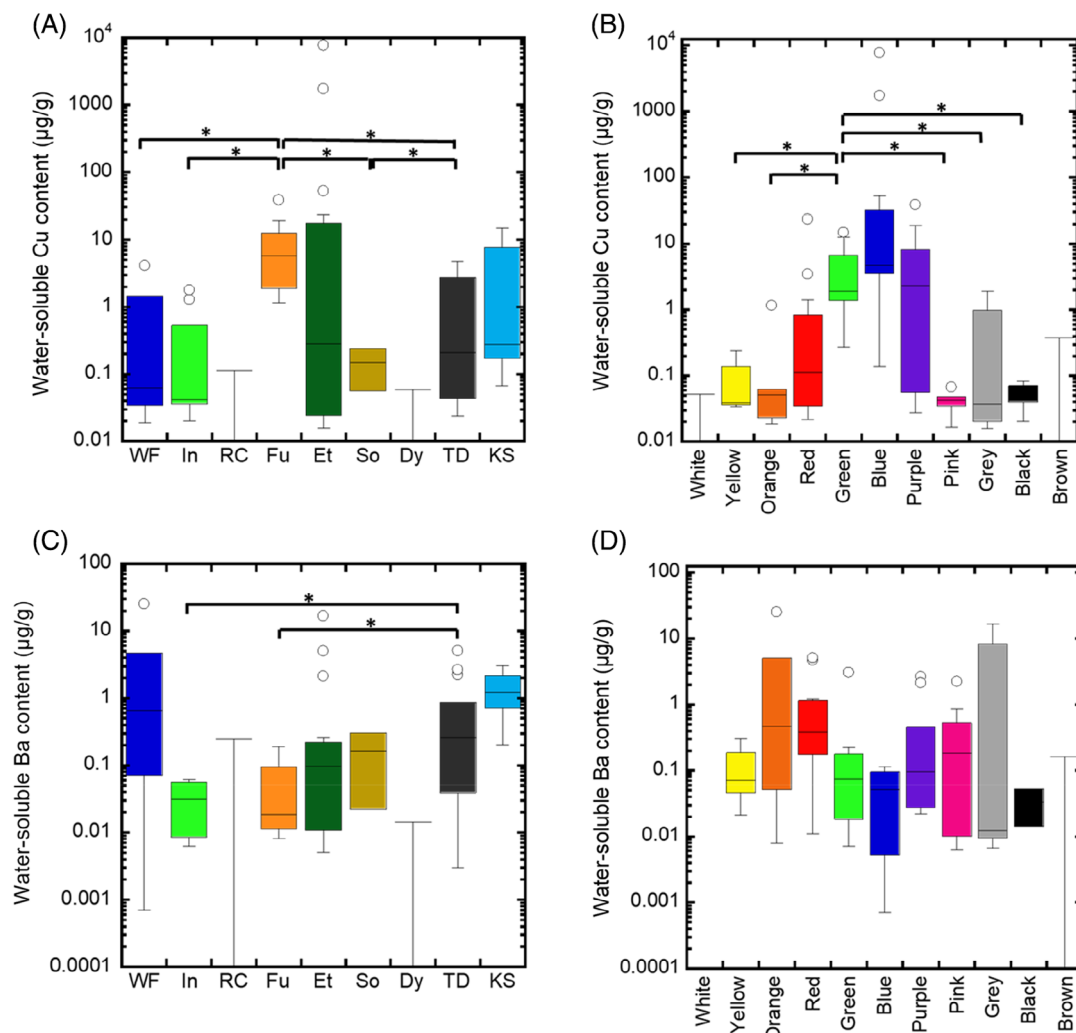 (A)
Water-soluble Cu content (µg/g)
10⁴
1000
100
10
1
0.1
0.01
* * * * *
WF In RC Fu Et So Dy TD KS
(B)
Water-soluble Cu content (µg/g)
10⁴
1000
100
10
1
0.1
0.01
* * * * *
White Yellow Orange Red Green Blue Purple Pink Grey Black Brown
(C)
Water-soluble Ba content (µg/g)
100
10
1
0.1
0.01
0.001
0.0001
* *
WF In RC Fu Et So Dy TD KS
(D)
Water-soluble Ba content (µg/g)
100
10
1
0.1
0.01
0.001
0.0001
White Yellow Orange Red Green Blue Purple Pink Grey Black Brown